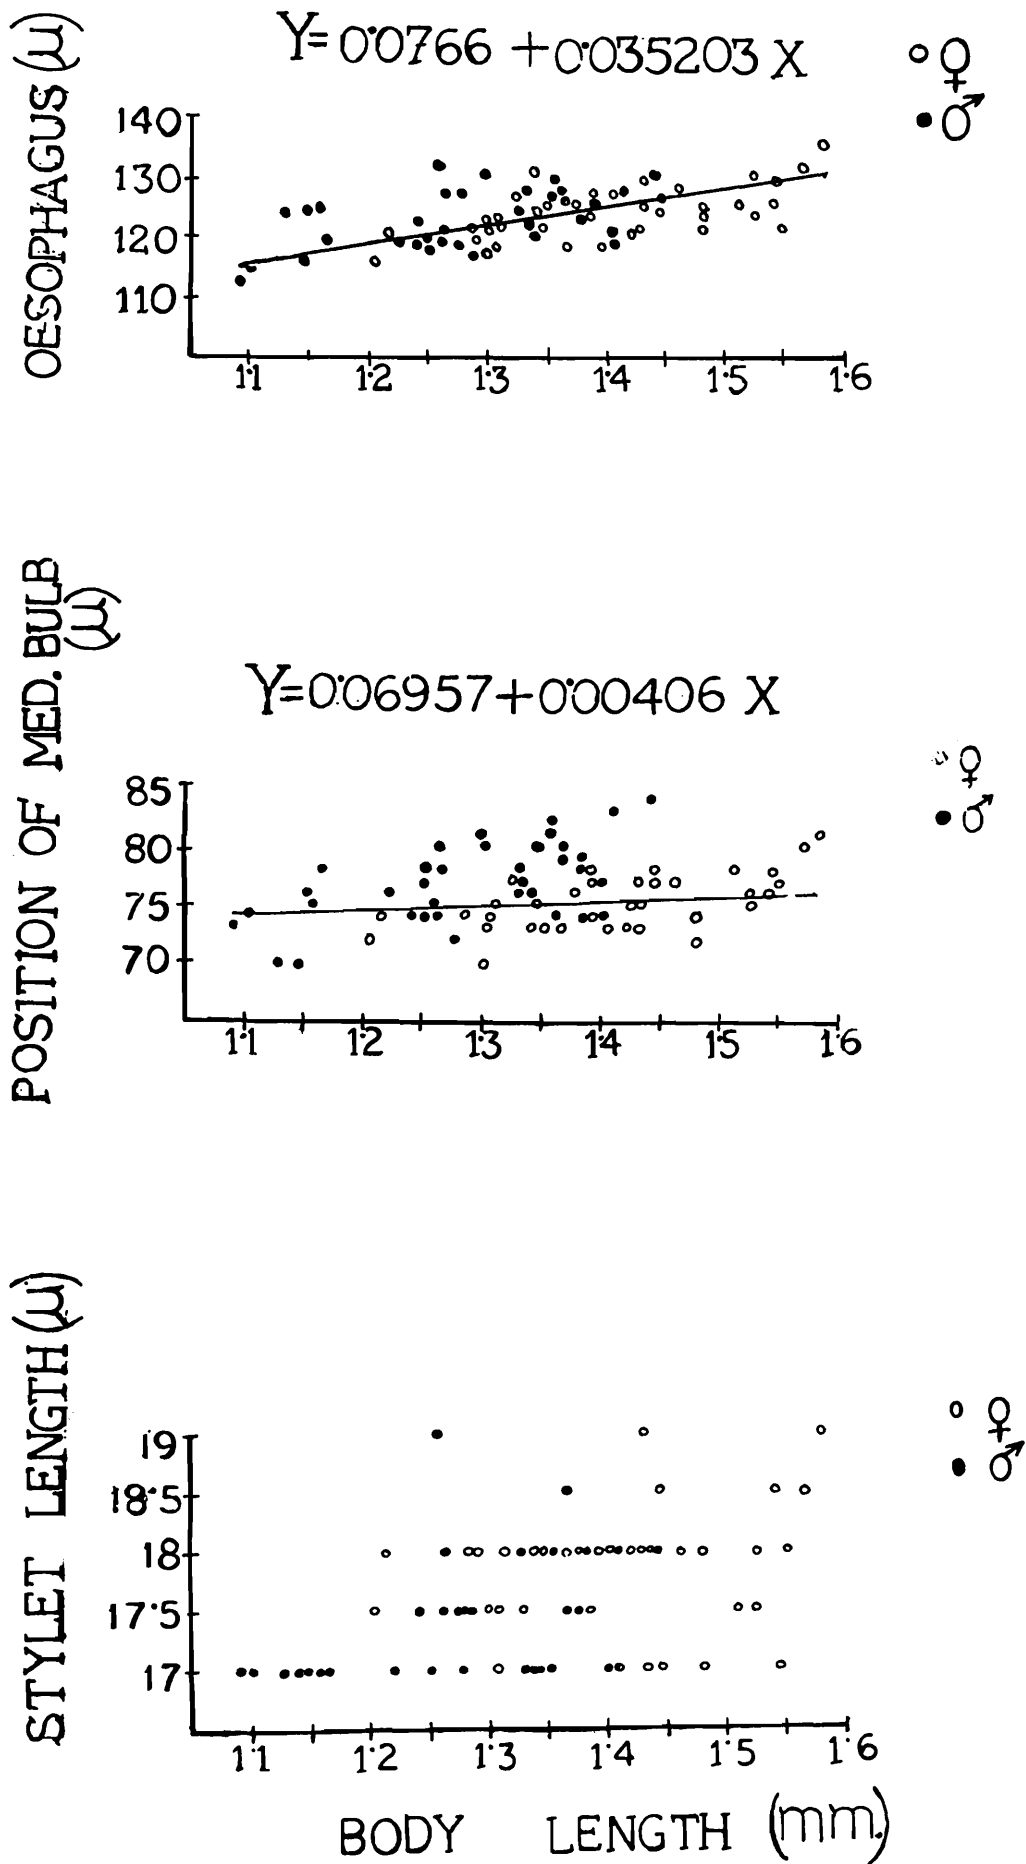 OESOPHAGUS (µ)
Y= 0·0766 + 0·035203 X
○ ♀
● ♂
140
130
120
110
1·1 1·2 1·3 1·4 1·5 1·6
POSITION OF MED. BULB
(µ)
Y=0·06957+0·00406 X
○ ♀
● ♂
85
80
75
70
1·1 1·2 1·3 1·4 1·5 1·6
STYLET LENGTH (µ)
○ ♀
● ♂
19
18·5
18
17·5
17
1·1 1·2 1·3 1·4 1·5 1·6
BODY LENGTH (mm.)